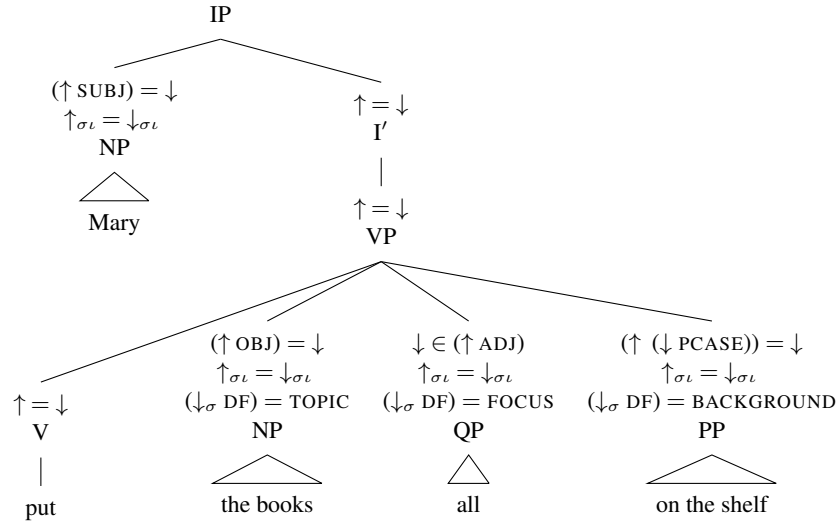 IP
(↑ SUBJ) = ↓
↑σι = ↓σι
NP
Mary
↑ = ↓
I′
↑ = ↓
VP
↑ = ↓
V
put
(↑ OBJ) = ↓
↑σι = ↓σι
(↓σ DF) = TOPIC
NP
the books
↓ ∈ (↑ ADJ)
↑σι = ↓σι
(↓σ DF) = FOCUS
QP
all
(↑ (↓ PCASE)) = ↓
↑σι = ↓σι
(↓σ DF) = BACKGROUND
PP
on the shelf